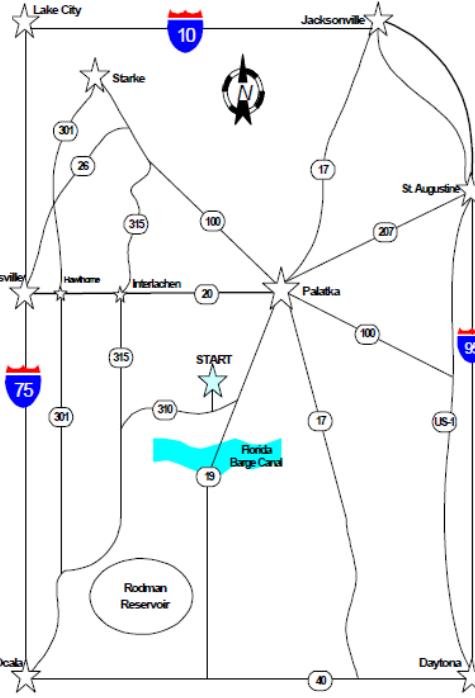 Lake City
Jacksonville
10
Starke
N
301
26
17
St. Augustine
315
100
207
sville
Hawthorne
Interlachen
20
Palatka
100
95
START
315
75
310
301
17
US-1
Florida
Barge Canal
19
Rodman
Reservoir
Ocala
Daytona
40